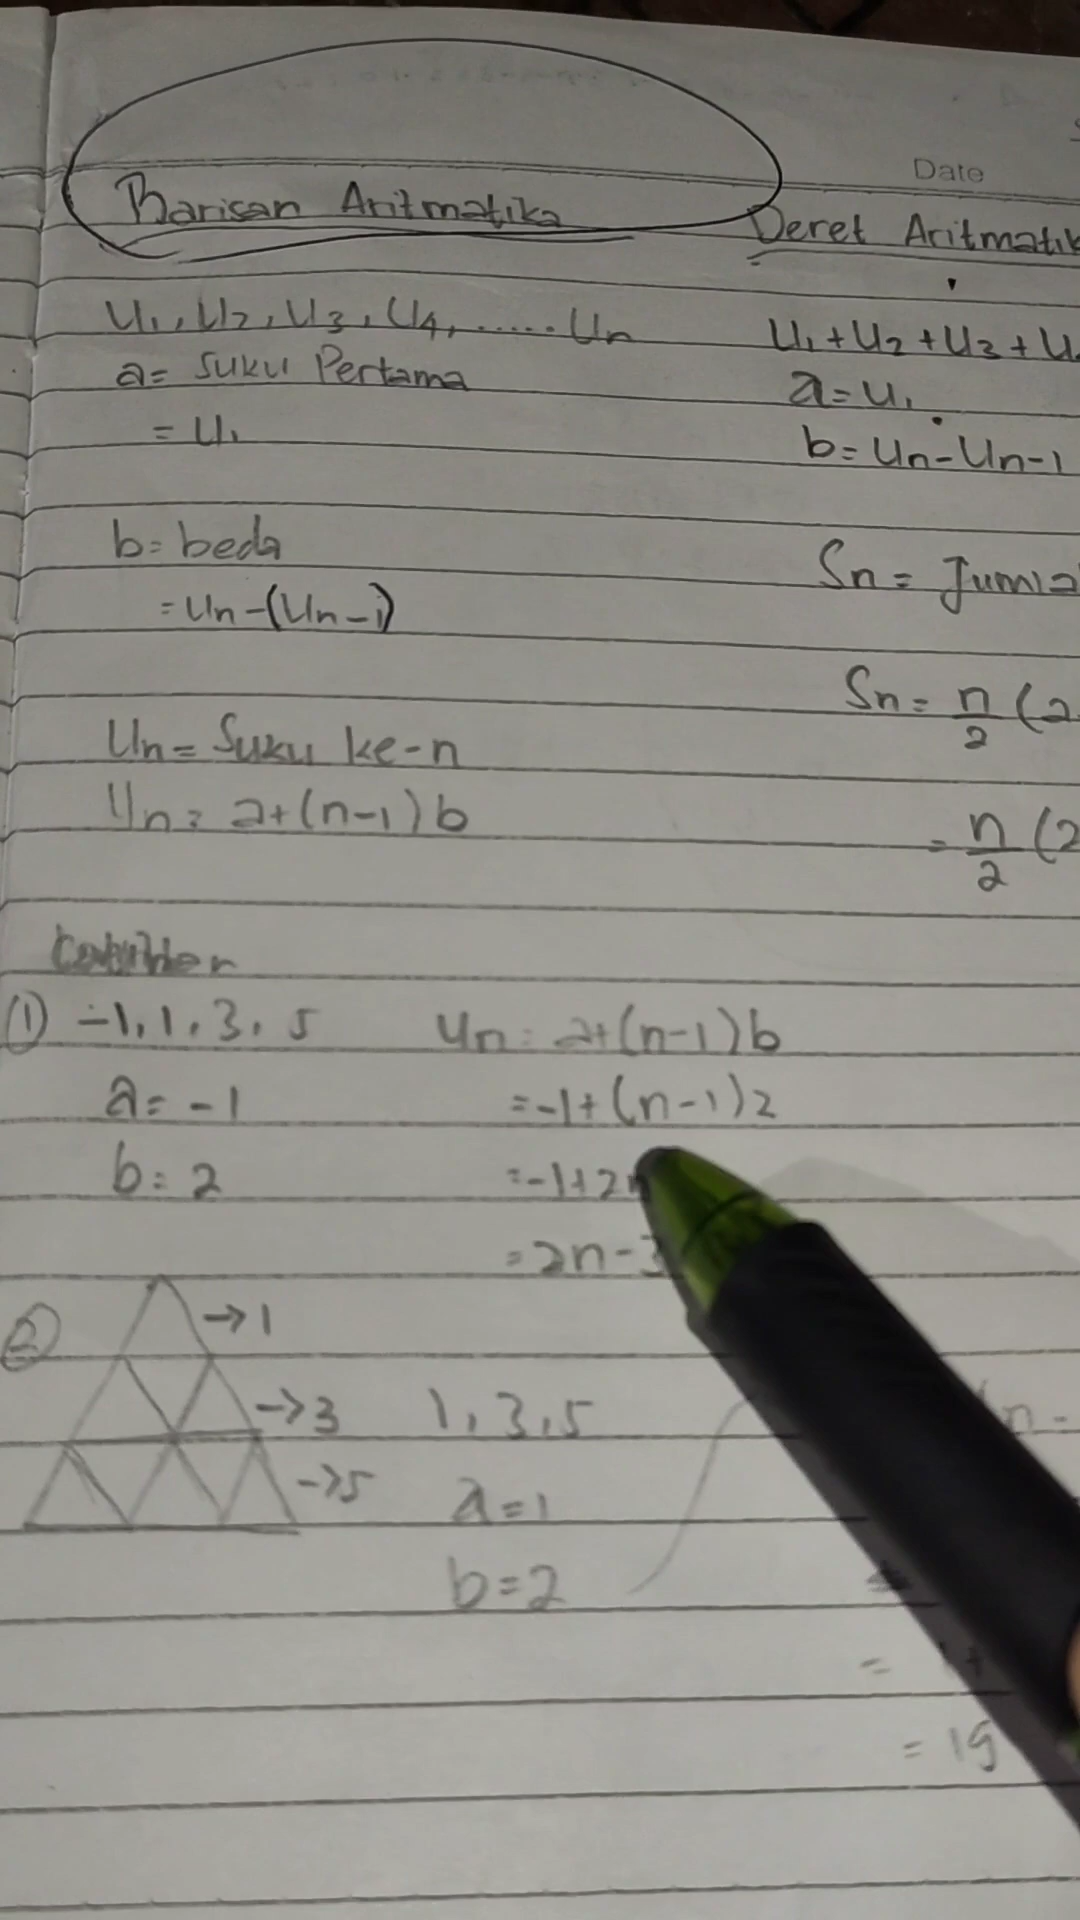 Date
Barisan Aritmatika
Deret Aritmatik
U1, U2, U3, U4, ..... Un
U1 + U2 + U3 + U
a = Suku Pertama
a = U1
= U1
b = Un - Un-1
b = beda
= Un - (Un-1)
Sn = Jumla
Sn = n/2 (2
Un = Suku ke-n
Un = a+(n-1)b
= n/2 (2
① -1, 1, 3, 5
Un = a+(n-1)b
a = -1
= -1+(n-1)2
b = 2
= -1+2n
= 2n-3
② →1
→3
1, 3, 5
→5
a = 1
b = 2
n =
= 1+
= 19